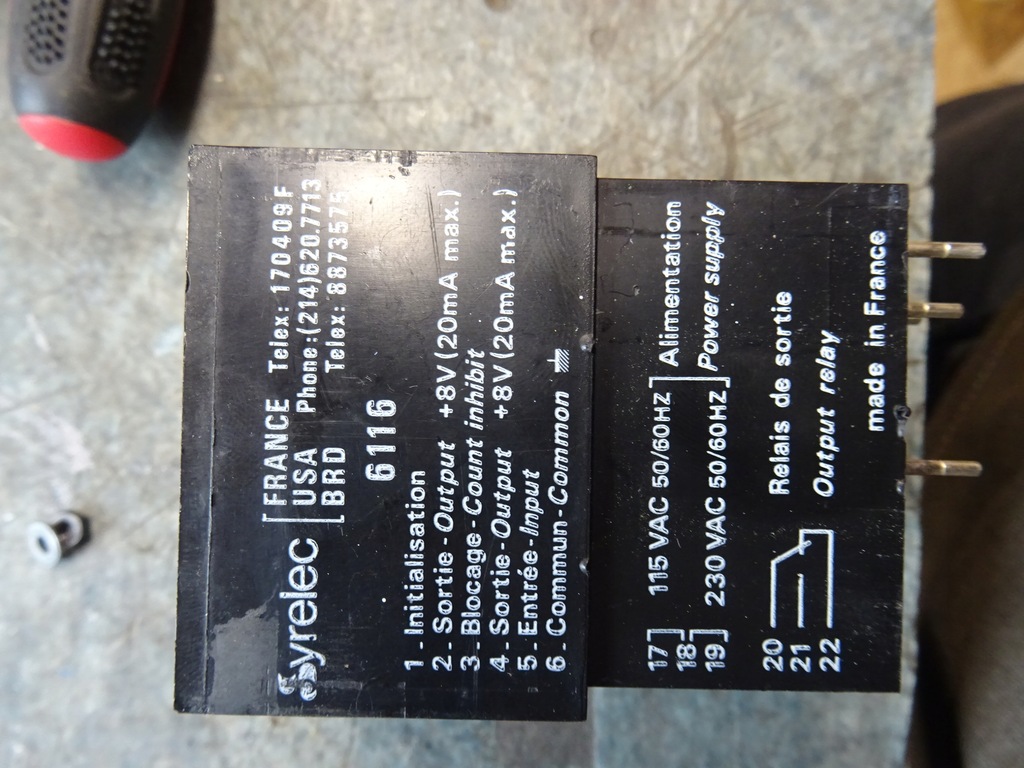 Syrelec
FRANCE Telex: 170409F
USA Phone:(214)620.7713
BRD Telex: 8873575
6116
1-Initialisation
2-Sortie-Output +8V(20mA max.)
3-Blocage-Count inhibit
4-Sortie-Output +8V(20mA max.)
5-Entrée-Input
6-Commun-Common
17
18 115 VAC 50/60HZ Alimentation
19 230 VAC 50/60HZ Power supply
20 Relais de sortie
21
22 Output relay
made in France